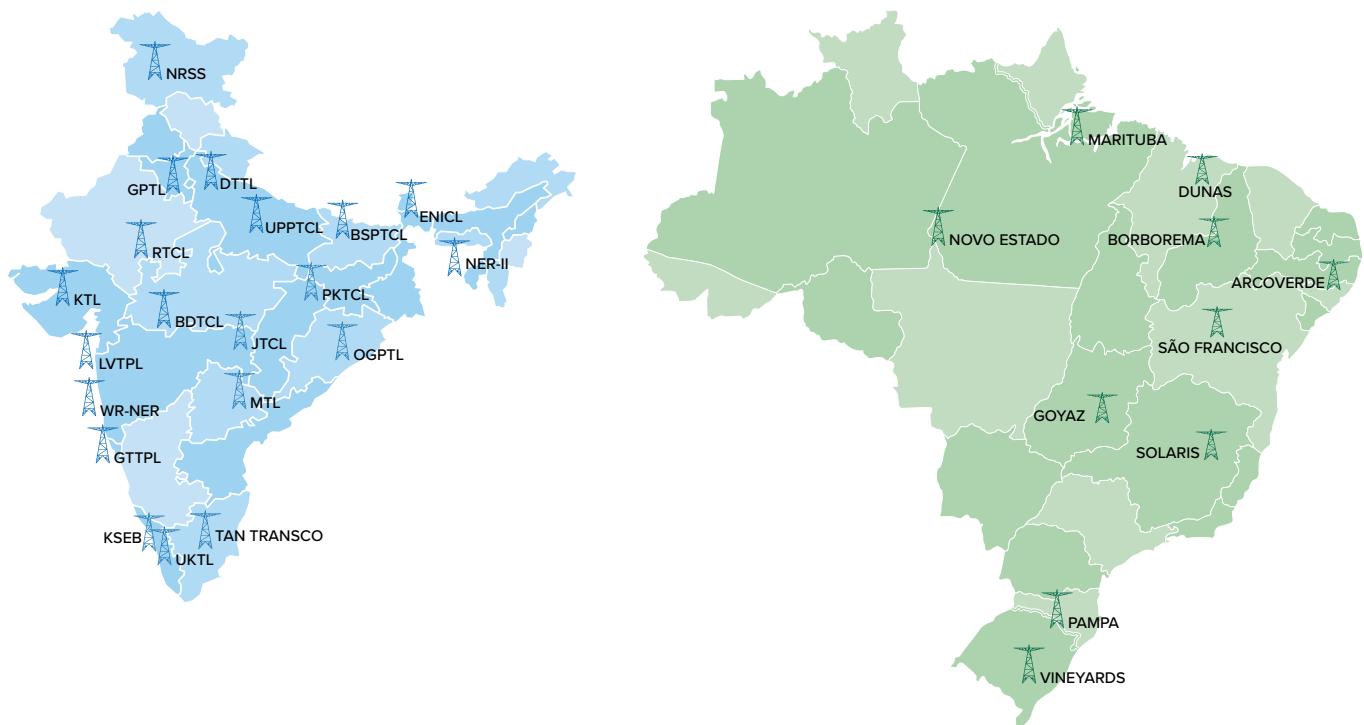 NRSS
GPTL
DTTL
UPPTCL
BSPTCL
ENICL
RTCL
NER-II
KTL
BDTCL
PKTCL
JTCL
OGPTL
LVTPL
WR-NER
MTL
GTTPL
KSEB
TAN TRANSCO
UKTL
MARITUBA
DUNAS
NOVO ESTADO
BORBOREMA
ARCOVERDE
SÃO FRANCISCO
GOYAZ
SOLARIS
PAMPA
VINEYARDS